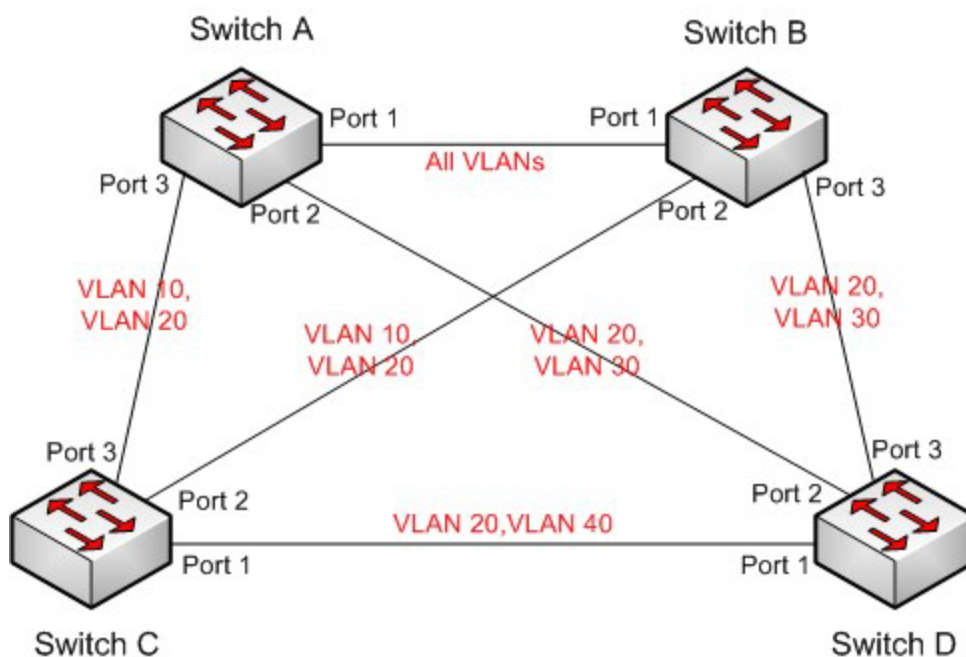 Switch A
Switch B
Port 1
Port 1
All VLANs
Port 3
Port 2
Port 2
Port 3
VLAN 10,
VLAN 20
VLAN 10,
VLAN 20
VLAN 20,
VLAN 30
VLAN 20,
VLAN 30
Port 3
Port 2
Port 3
Port 2
VLAN 20,VLAN 40
Port 1
Port 1
Switch C
Switch D